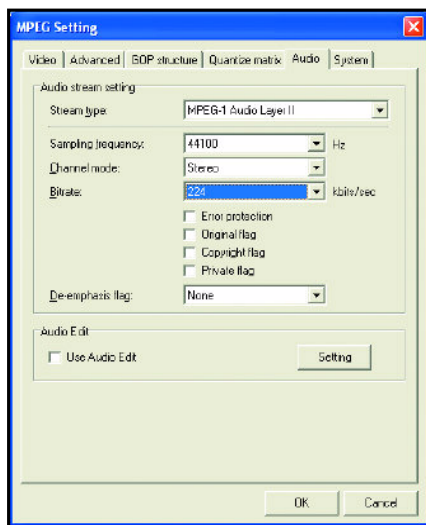 MPEG Setting
Video Advanced GOP structure Quantize matrix Audio System
Audio stream setting
Stream type: MPEG-1 Audio Layer II
Sampling frequency: 44100 Hz
Channel mode: Stereo
Bitrate: 224 kbits/sec
Error protection
Original flag
Copyright flag
Private flag
De-emphasis flag: None
Audio Edit
Use Audio Edit Setting
OK Cancel